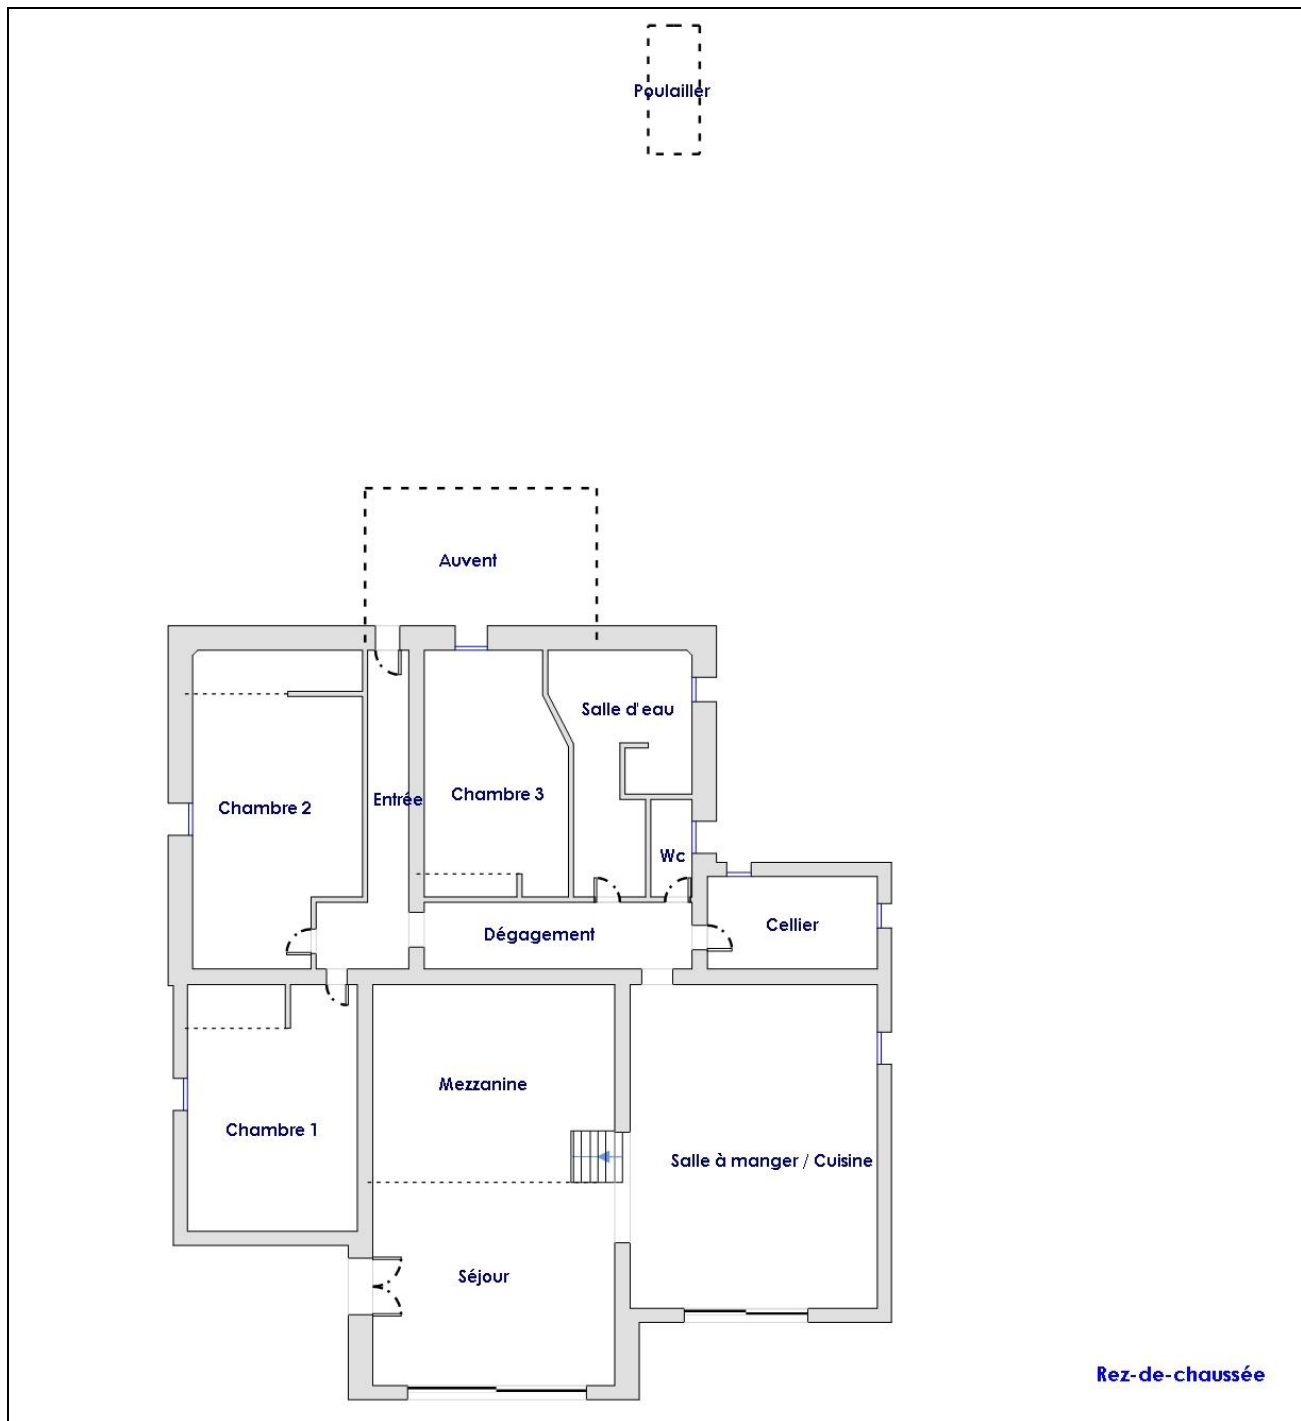 Poulailler
Auvent
Salle d'eau
Chambre 3
Entrée
Chambre 2
Wc
Cellier
Dégagement
Mezzanine
Chambre 1
Salle à manger / Cuisine
Séjour
Rez-de-chaussée